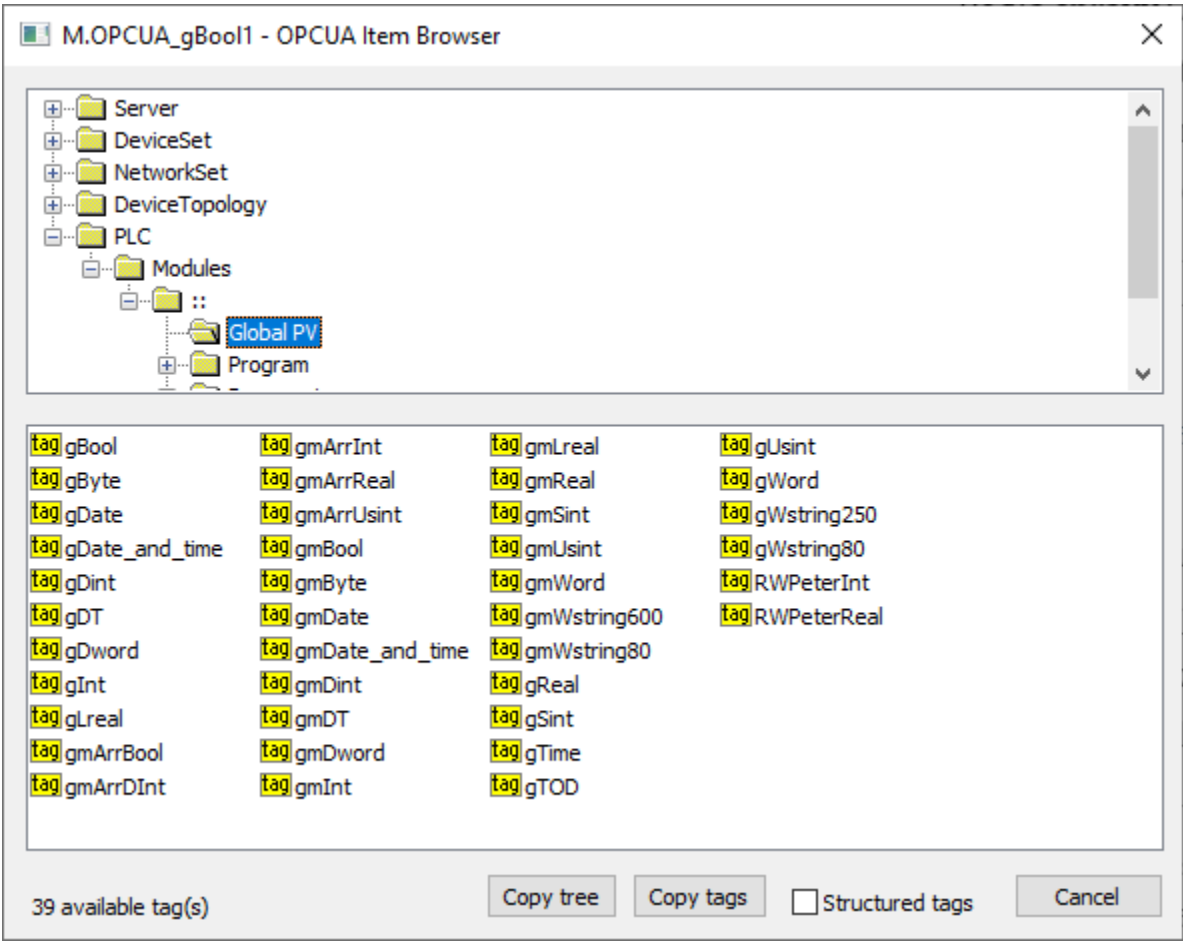 M.OPCUA_gBool1 - OPCUA Item Browser
Server
DeviceSet
NetworkSet
DeviceTopology
PLC
Modules
::
Global PV
Program
tag gBool
tag gByte
tag gDate
tag gDate_and_time
tag gDint
tag gDT
tag gDword
tag gInt
tag gLreal
tag gmArrBool
tag gmArrDInt
tag gmArrInt
tag gmArrReal
tag gmArrUsint
tag gmBool
tag gmByte
tag gmDate
tag gmDate_and_time
tag gmDint
tag gmDT
tag gmDword
tag gmInt
tag gmLreal
tag gmReal
tag gmSint
tag gmUsint
tag gmWord
tag gmWstring600
tag gmWstring80
tag gReal
tag gSint
tag gTime
tag gTOD
tag gUsint
tag gWord
tag gWstring250
tag gWstring80
tag RWPeterInt
tag RWPeterReal
39 available tag(s)
Copy tree
Copy tags
Structured tags
Cancel